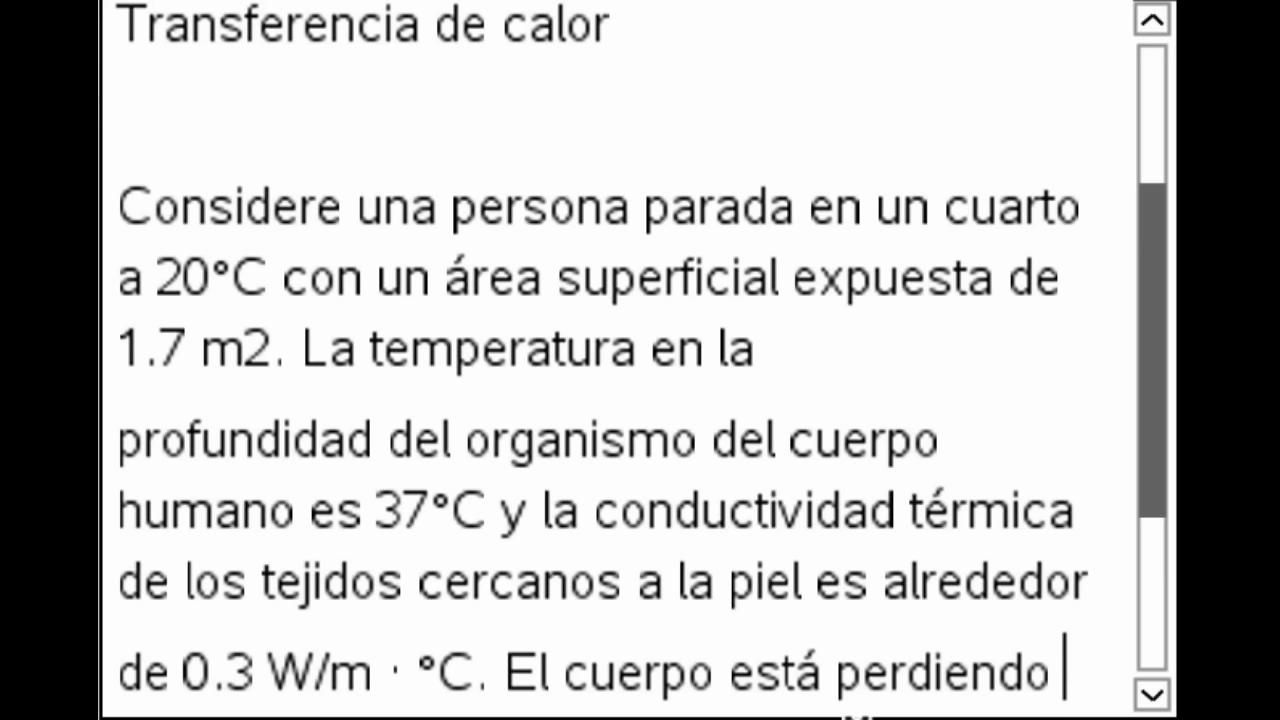 Transferencia de calor
Considere una persona parada en un cuarto
a 20°C con un área superficial expuesta de
1.7 m2. La temperatura en la
profundidad del organismo del cuerpo
humano es 37°C y la conductividad térmica
de los tejidos cercanos a la piel es alrededor
de 0.3 W/m · °C. El cuerpo está perdiendo